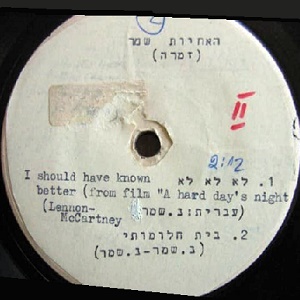 4
האחיות שמר
(זמרה)
II
2:12
1. לא לא לא I should have known
better (from film "A hard day's night
(Lennon-McCartney) (עברית: נ.שמר
2. בית חלומותי
(נ.שמר-נ.שמר)